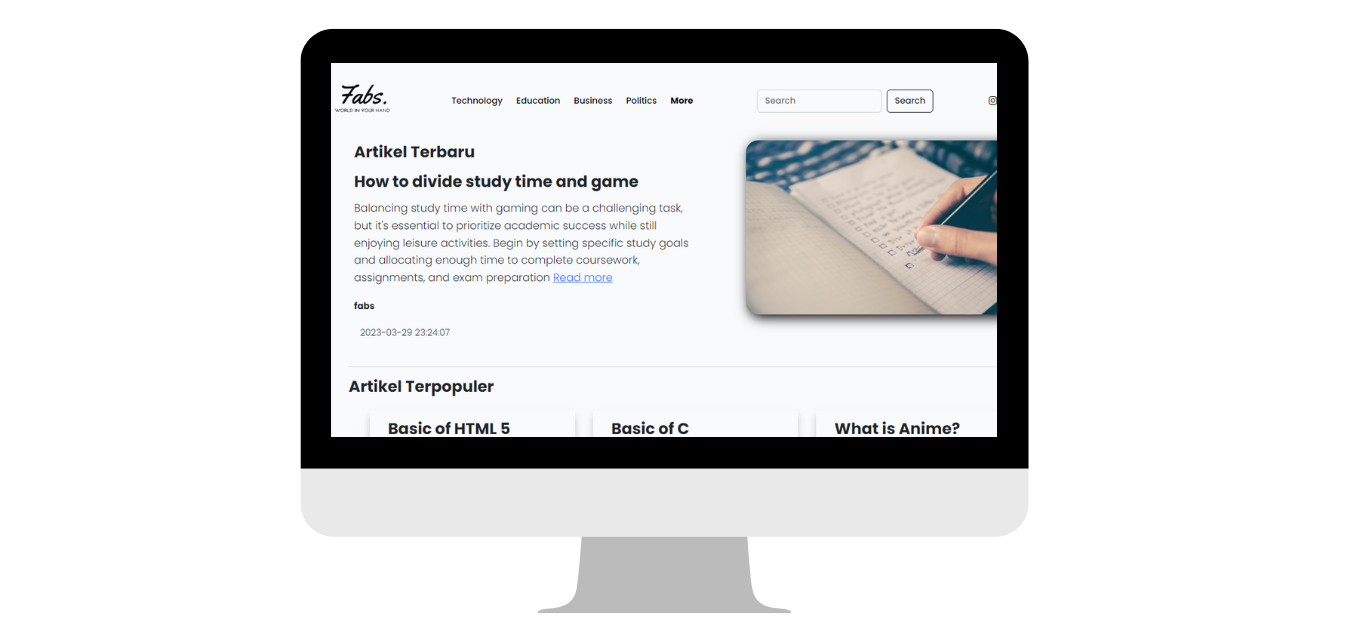 Fabs.
WORLD IN YOUR HAND
Technology Education Business Politics More
Search
Search
Artikel Terbaru
How to divide study time and game
Balancing study time with gaming can be a challenging task,
but it's essential to prioritize academic success while still
enjoying leisure activities. Begin by setting specific study goals
and allocating enough time to complete coursework,
assignments, and exam preparation Read more
fabs
2023-03-29 23:24:07
Artikel Terpopuler
Basic of HTML 5
Basic of C
What is Anime?